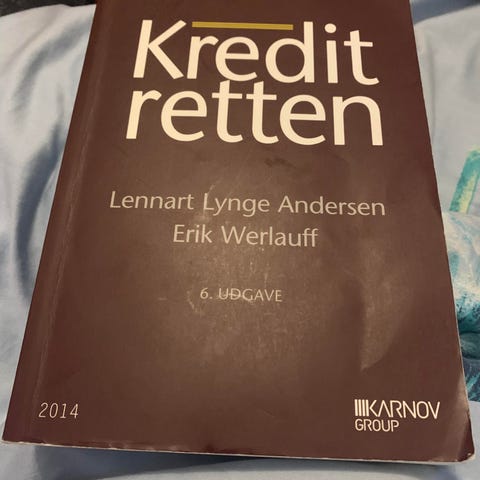 Kredit
retten
Lennart Lynge Andersen
Erik Werlauff
6. UDGAVE
2014
KARNOV
GROUP